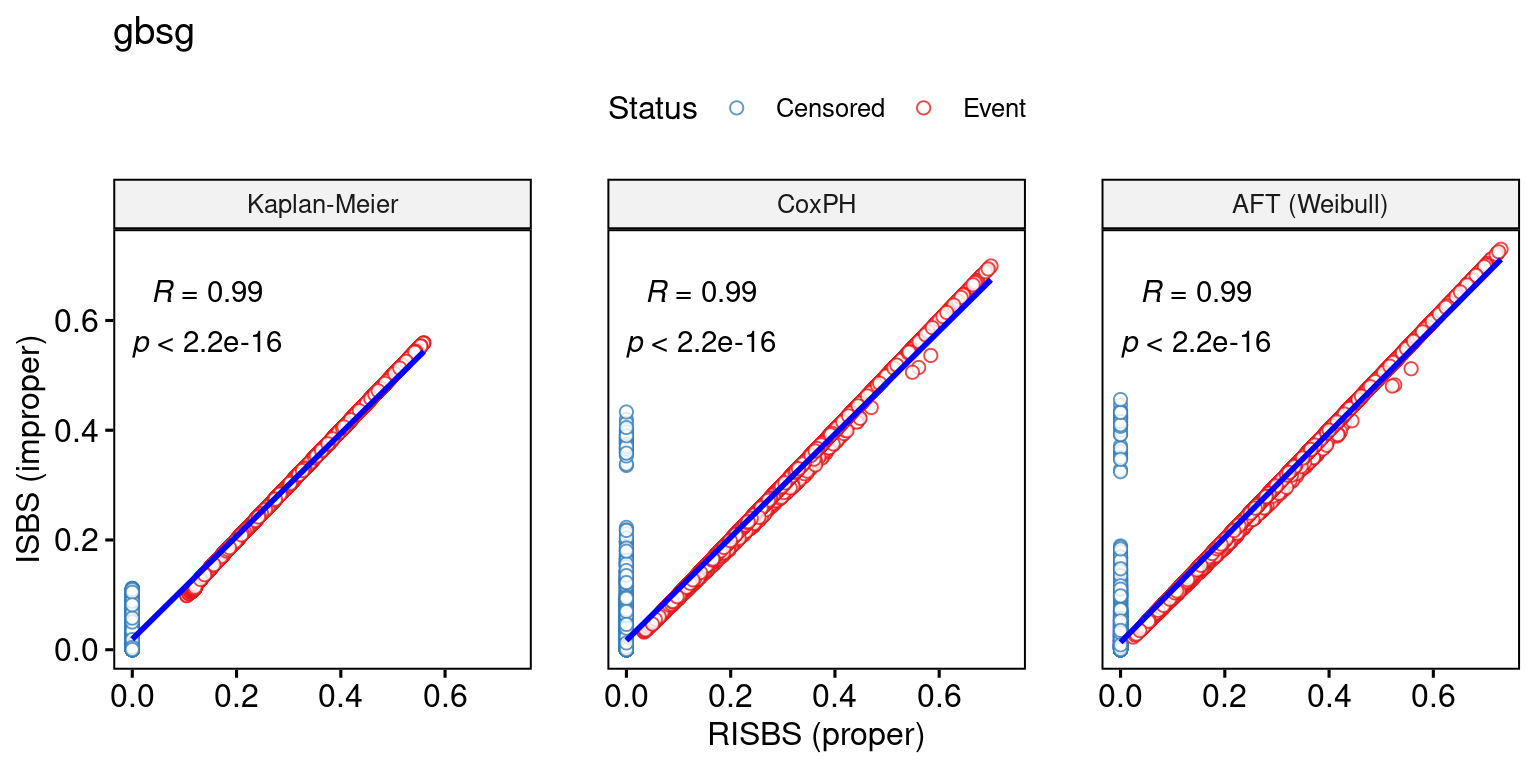 gbsg
Status Censored Event
Kaplan-Meier CoxPH AFT (Weibull)
R = 0.99 R = 0.99 R = 0.99
p < 2.2e-16 p < 2.2e-16 p < 2.2e-16
ISBS (improper)
0.6
0.4
0.2
0.0
0.0 0.2 0.4 0.6 0.0 0.2 0.4 0.6 0.0 0.2 0.4 0.6
RISBS (proper)